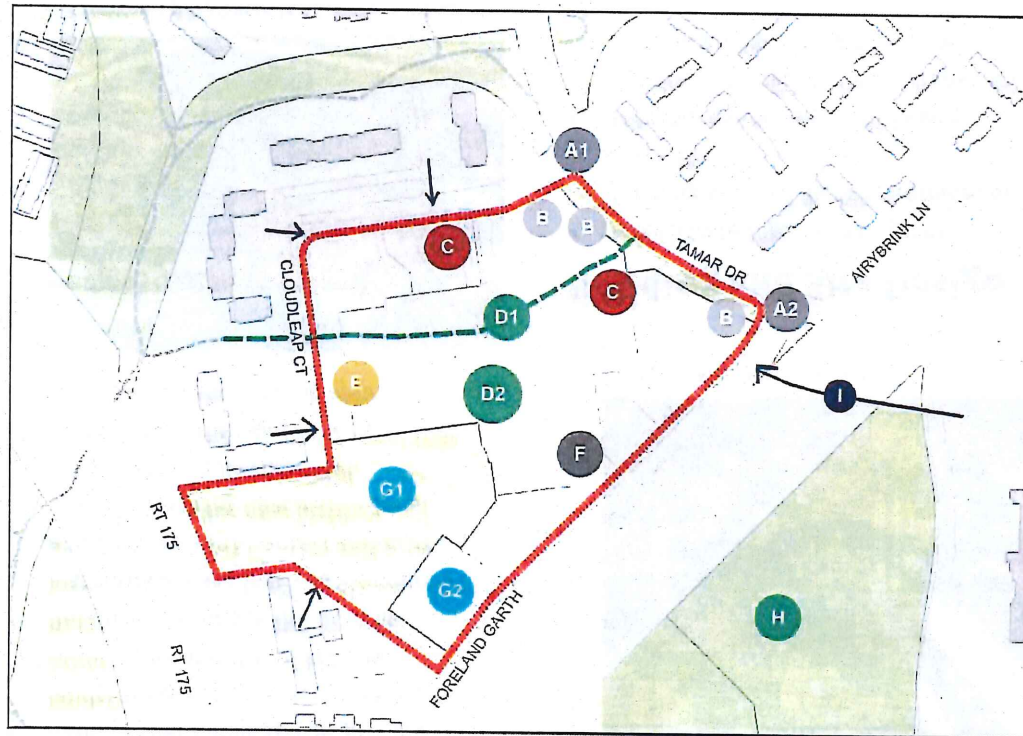 A1
B
B
C
TAMAR DR
AIRYBRINK LN
CLOUDLEAP CT
C
D1
B
A2
E
D2
I
F
G1
RT 175
G2
H
FORELAND GARTH
RT 175